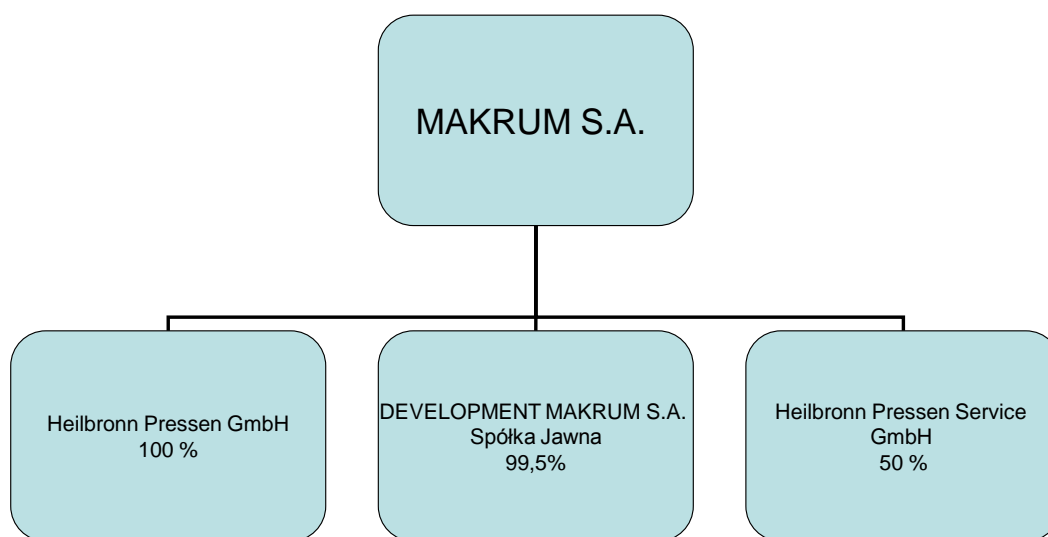 MAKRUM S.A.
Heilbronn Pressen GmbH
100 %
DEVELOPMENT MAKRUM S.A.
Spółka Jawna
99,5%
Heilbronn Pressen Service
GmbH
50 %